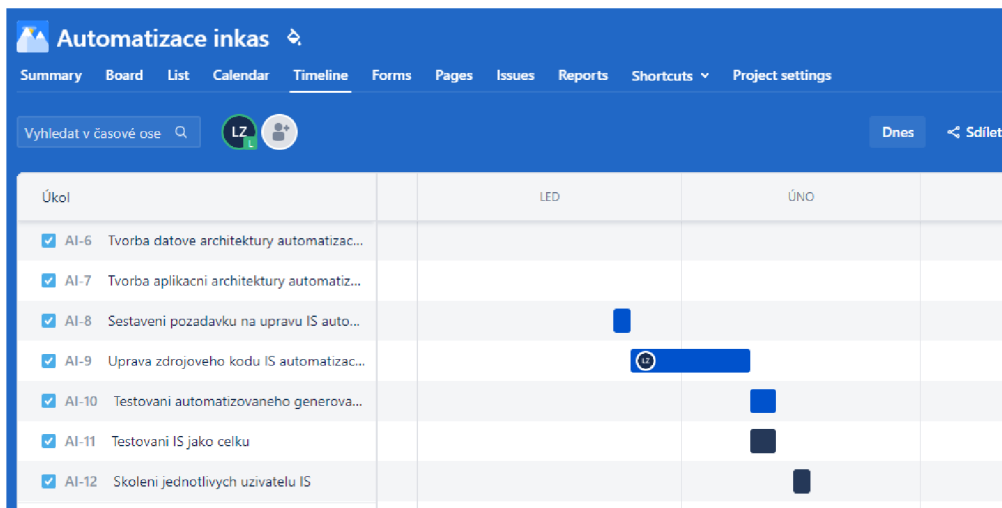 Automatizace inkas
Summary Board List Calendar Timeline Forms Pages Issues Reports Shortcuts Project settings
Vyhledat v časové ose LZ L Dnes Sdílet
Úkol LED ÚNO
AI-6 Tvorba datove architektury automatizac...
AI-7 Tvorba aplikacni architektury automatiz...
AI-8 Sestaveni pozadavku na upravu IS auto...
AI-9 Uprava zdrojoveho kodu IS automatizac... LZ
AI-10 Testovani automatizovaneho generova...
AI-11 Testovani IS jako celku
AI-12 Skoleni jednotlivych uzivatelu IS